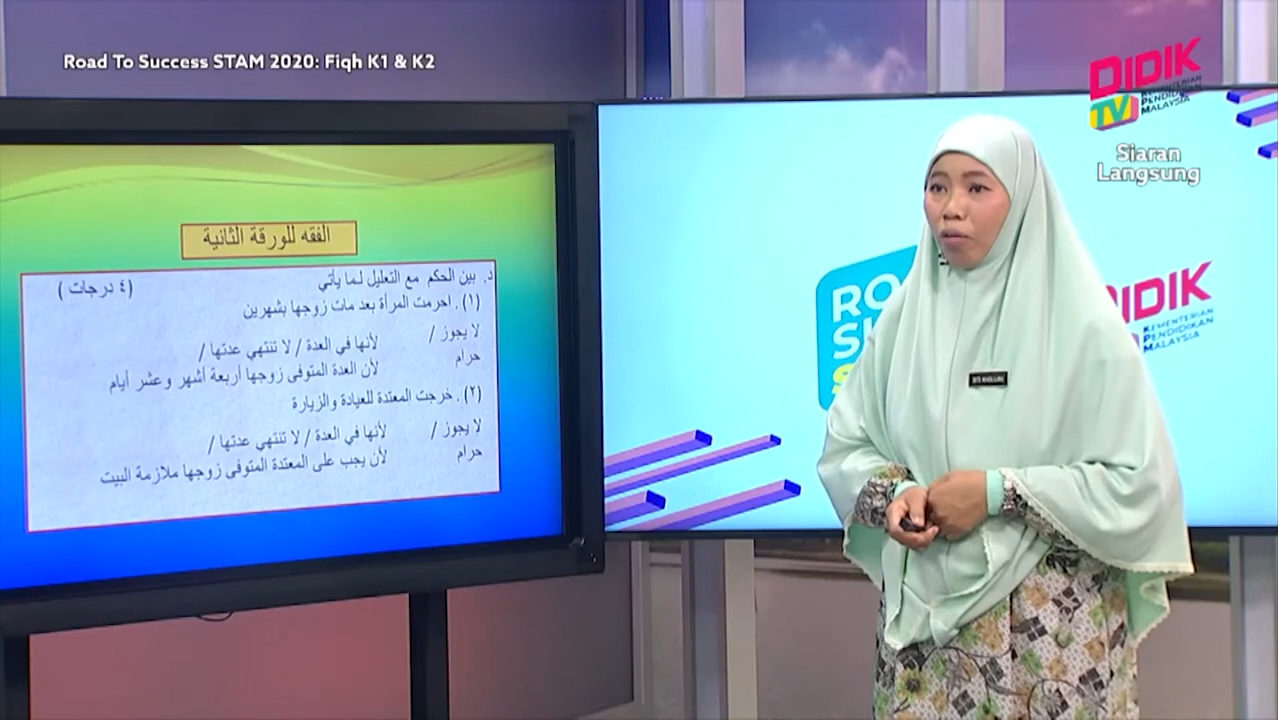 Road To Success STAM 2020: Fiqh K1 & K2
DIDIK
TV
KEMENTERIAN
PENDIDIKAN
MALAYSIA
Siaran
Langsung
الفقه للورقة الثانية
د. بين الحكم مع التعليل لما يأتي (٤ درجات )
(١) . احرمت المرأة بعد مات زوجها بشهرين
لا يجوز / لأنها في العدة / لا تنتهي عدتها /
حرام لأن العدة المتوفى زوجها أربعة أشهر وعشر أيام
(٢) . خرجت المعتدة للعيادة والزيارة
لا يجوز / لأنها في العدة / لا تنتهي عدتها /
حرام لأن يجب على المعتدة المتوفى زوجها ملازمة البيت
DIDIK
KEMENTERIAN
PENDIDIKAN
MALAYSIA